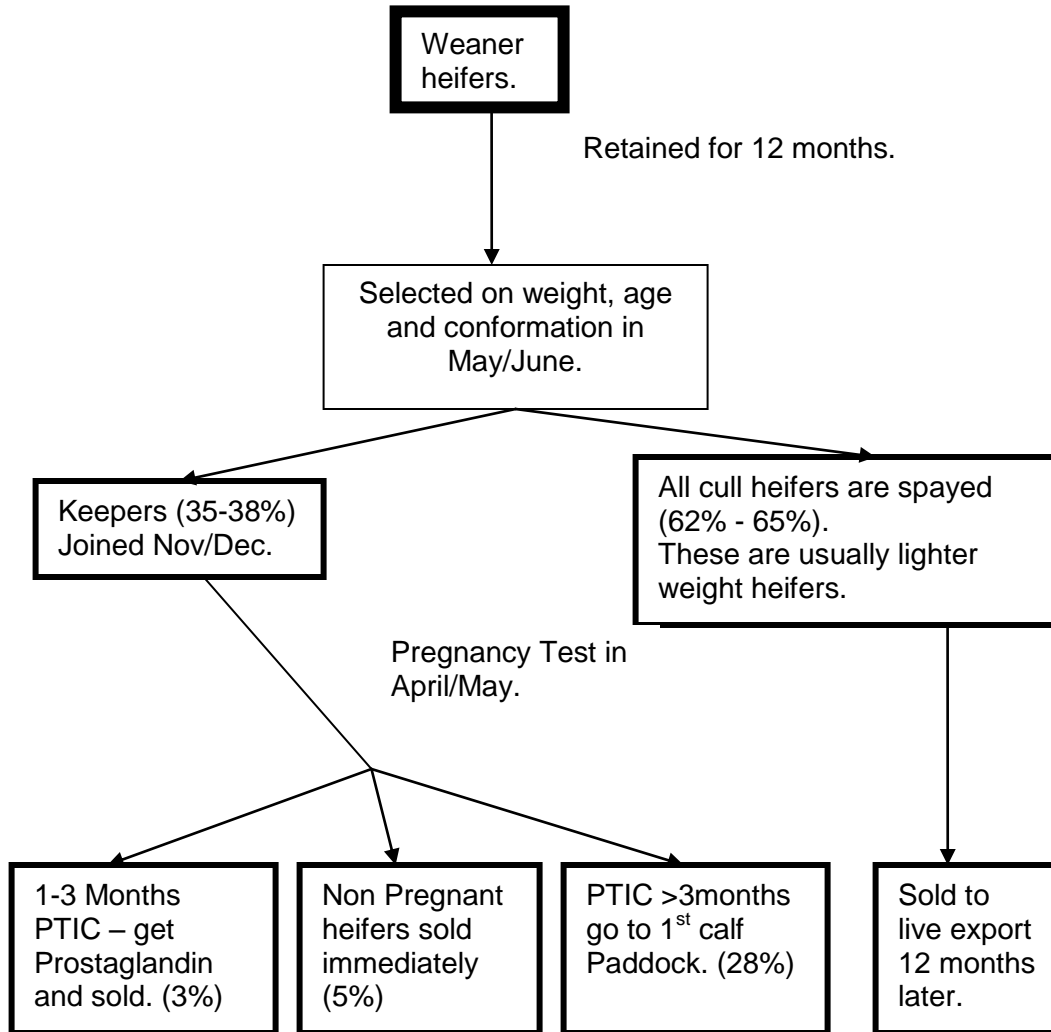 Weaner
heifers.
Retained for 12 months.
Selected on weight, age
and conformation in
May/June.
Keepers (35-38%)
Joined Nov/Dec.
All cull heifers are spayed
(62% - 65%).
These are usually lighter
weight heifers.
Pregnancy Test in
April/May.
1-3 Months
PTIC – get
Prostaglandin
and sold. (3%)
Non Pregnant
heifers sold
immediately
(5%)
PTIC >3months
go to 1st calf
Paddock. (28%)
Sold to
live export
12 months
later.